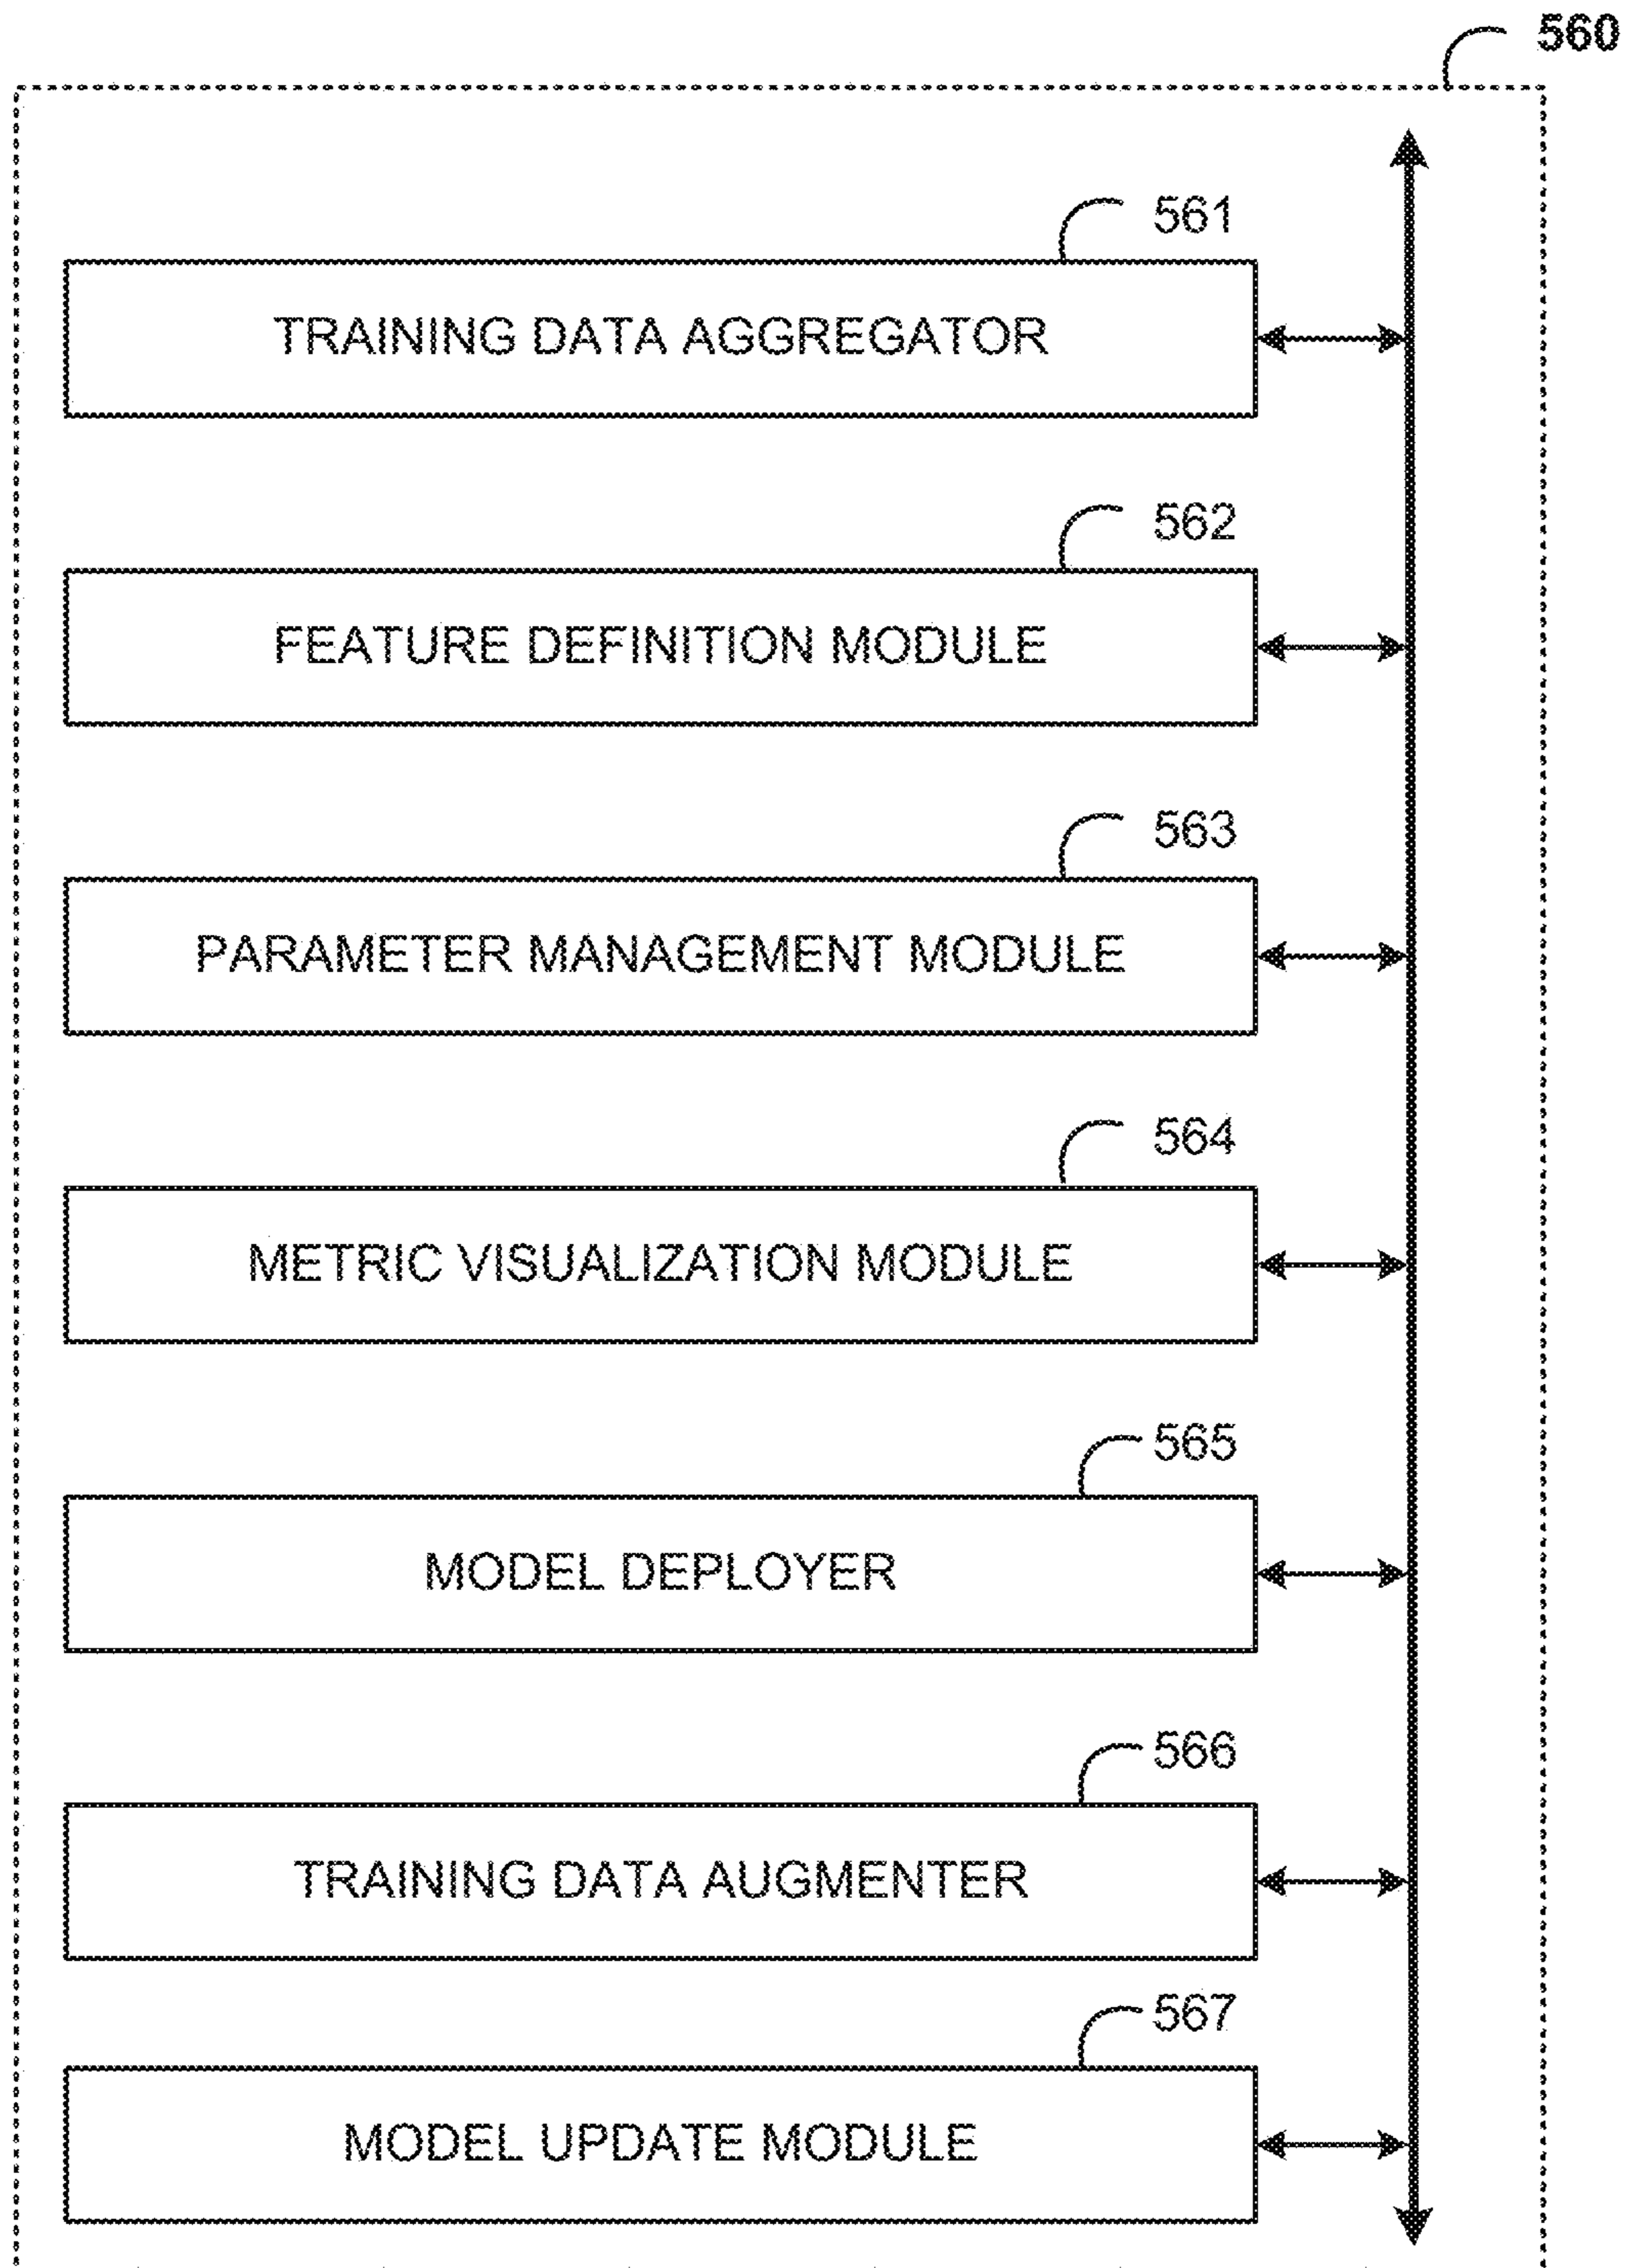 560
561
TRAINING DATA AGGREGATOR
562
FEATURE DEFINITION MODULE
563
PARAMETER MANAGEMENT MODULE
564
METRIC VISUALIZATION MODULE
565
MODEL DEPLOYER
566
TRAINING DATA AUGMENTER
567
MODEL UPDATE MODULE